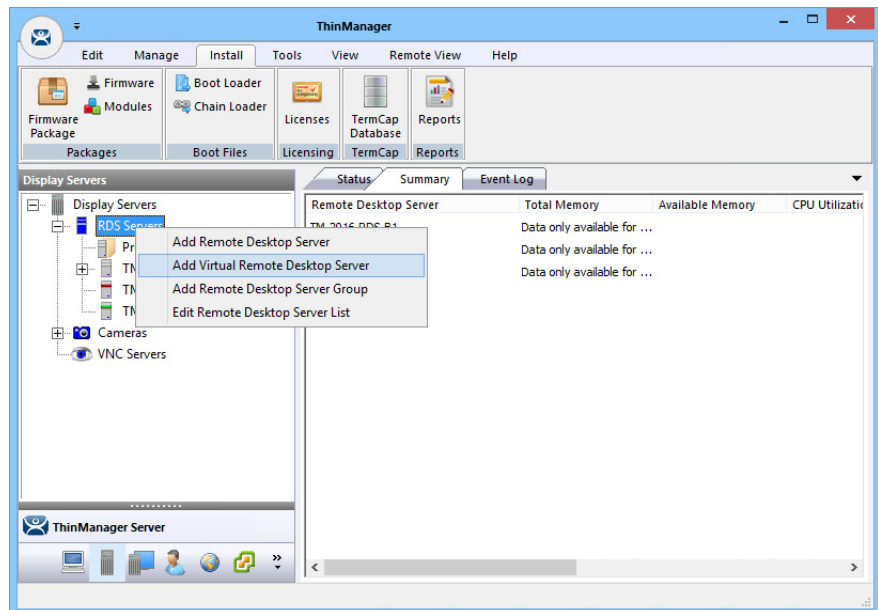 ThinManager
Edit Manage Install Tools View Remote View Help
Firmware Package
Firmware
Modules
Boot Loader
Chain Loader
Licenses
TermCap Database
Reports
Packages Boot Files Licensing TermCap Reports
Display Servers
Status Summary Event Log
Display Servers
RDS Servers
Cameras
VNC Servers
Add Remote Desktop Server
Add Virtual Remote Desktop Server
Add Remote Desktop Server Group
Edit Remote Desktop Server List
Remote Desktop Server Total Memory Available Memory CPU Utilizatio
Data only available for ...
Data only available for ...
Data only available for ...
ThinManager Server